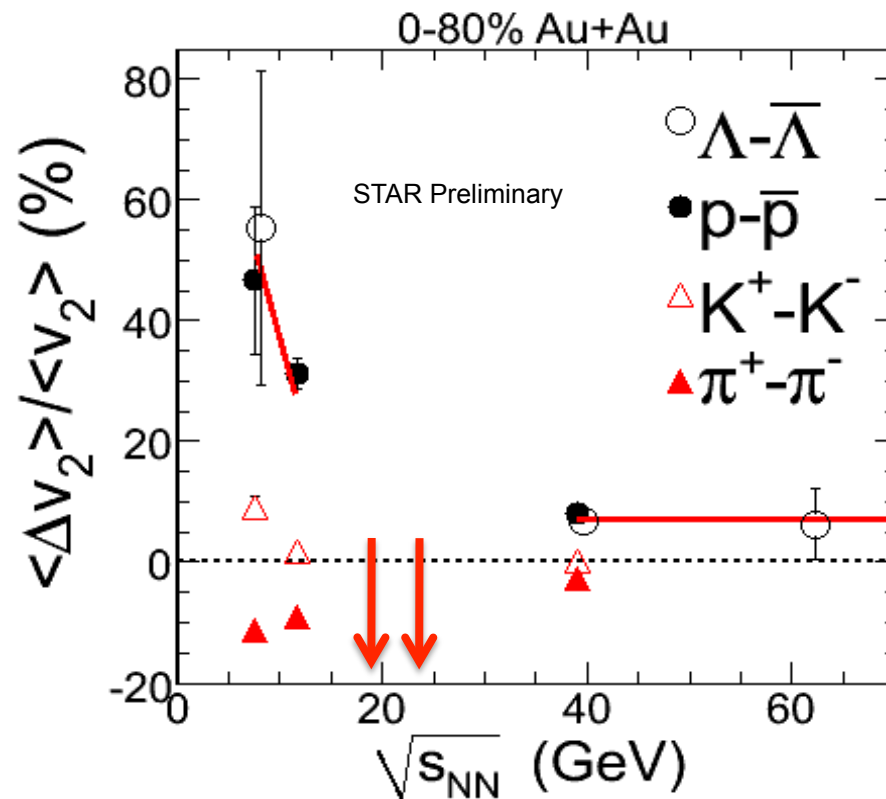 0-80% Au+Au
<Δv₂>/<v₂> (%)
80
60
40
20
0
-20
STAR Preliminary
Λ-Λ̅
p-p̅
K⁺-K⁻
π⁺-π⁻
0 20 40 60
√s_NN (GeV)